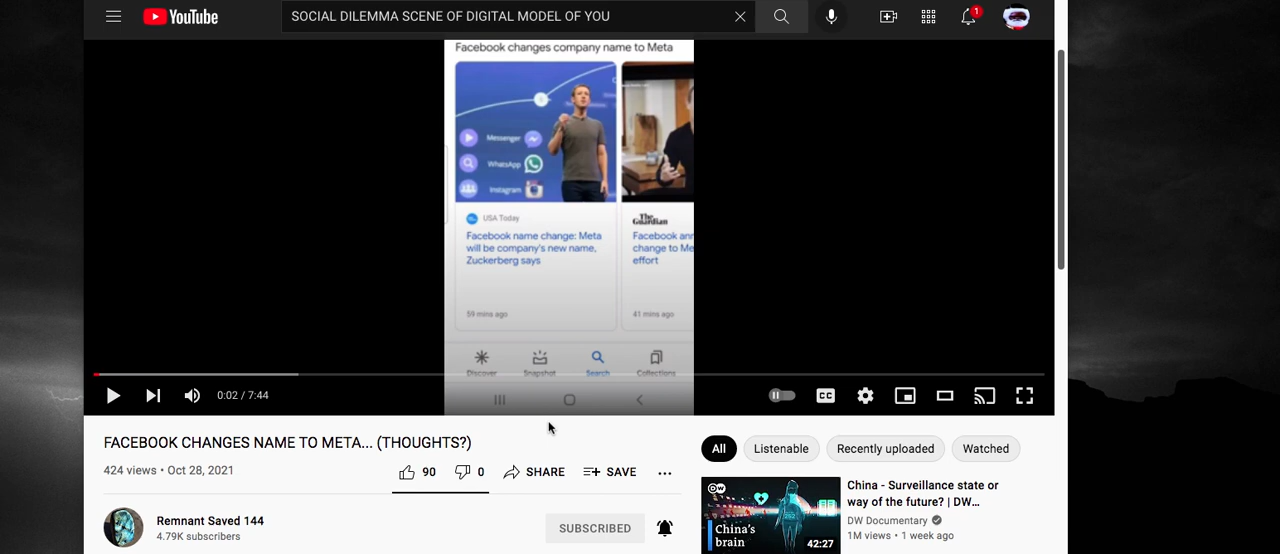 YouTube
SOCIAL DILEMMA SCENE OF DIGITAL MODEL OF YOU
1
Facebook changes company name to Meta
Messenger
WhatsApp
Instagram
USA Today
Facebook name change: Meta
will be company's new name,
Zuckerberg says
59 mins ago
The
Guardian
Facebook ann
change to Me
effort
41 mins ago
Discover
Snapshot
Search
Collections
0:02 / 7:44
CC
FACEBOOK CHANGES NAME TO META... (THOUGHTS?)
424 views • Oct 28, 2021
90
0
SHARE
SAVE
Remnant Saved 144
4.79K subscribers
SUBSCRIBED
All
Listenable
Recently uploaded
Watched
DW
China's
brain
42:27
China - Surveillance state or
way of the future? | DW...
DW Documentary
1M views • 1 week ago